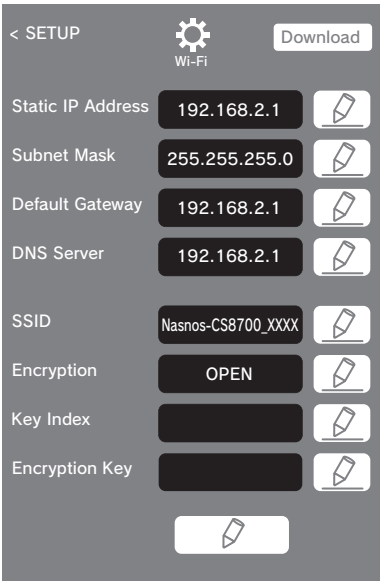 < SETUP
Wi-Fi
Download
Static IP Address 192.168.2.1
Subnet Mask 255.255.255.0
Default Gateway 192.168.2.1
DNS Server 192.168.2.1
SSID Nasnos-CS8700_XXXX
Encryption OPEN
Key Index
Encryption Key